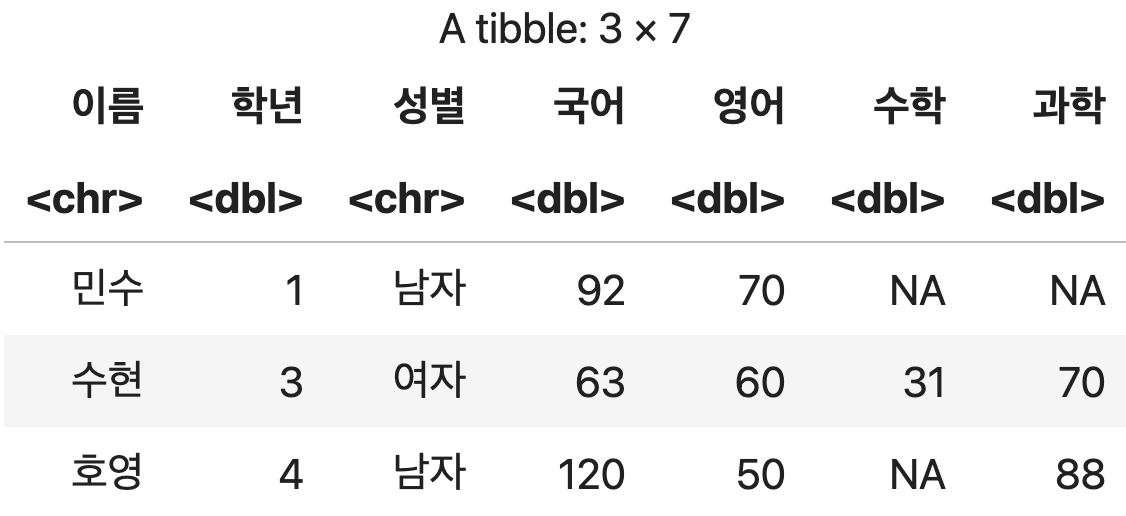 A tibble: 3 × 7
이름 학년 성별 국어 영어 수학 과학
<chr> <dbl> <chr> <dbl> <dbl> <dbl> <dbl>
민수 1 남자 92 70 NA NA
수현 3 여자 63 60 31 70
호영 4 남자 120 50 NA 88